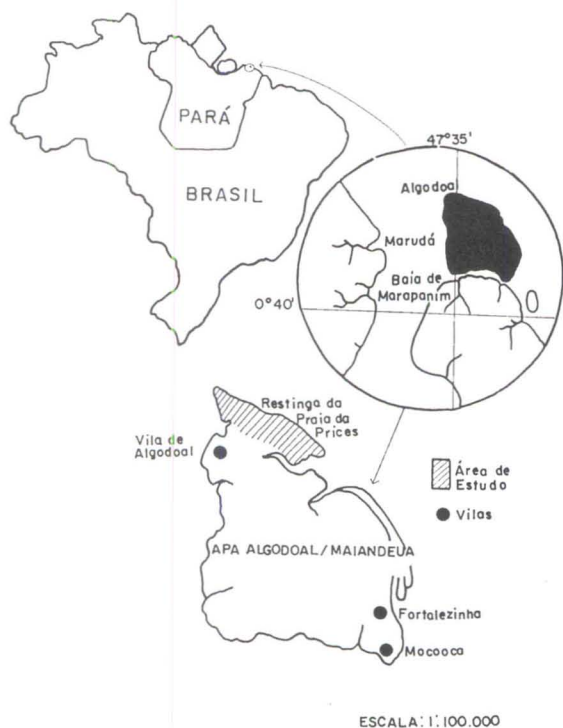 PARÁ
BRASIL
47°35'
Algodoa
Marudá
Baía de
Marapanim
0°40'
Restinga da
Praia da
Prices
Vila de
Algodoal
Área de
Estudo
Vilas
APA ALGODOAL/MAIANDEUA
Fortalezinha
Mocooca
ESCALA: 1:100.000